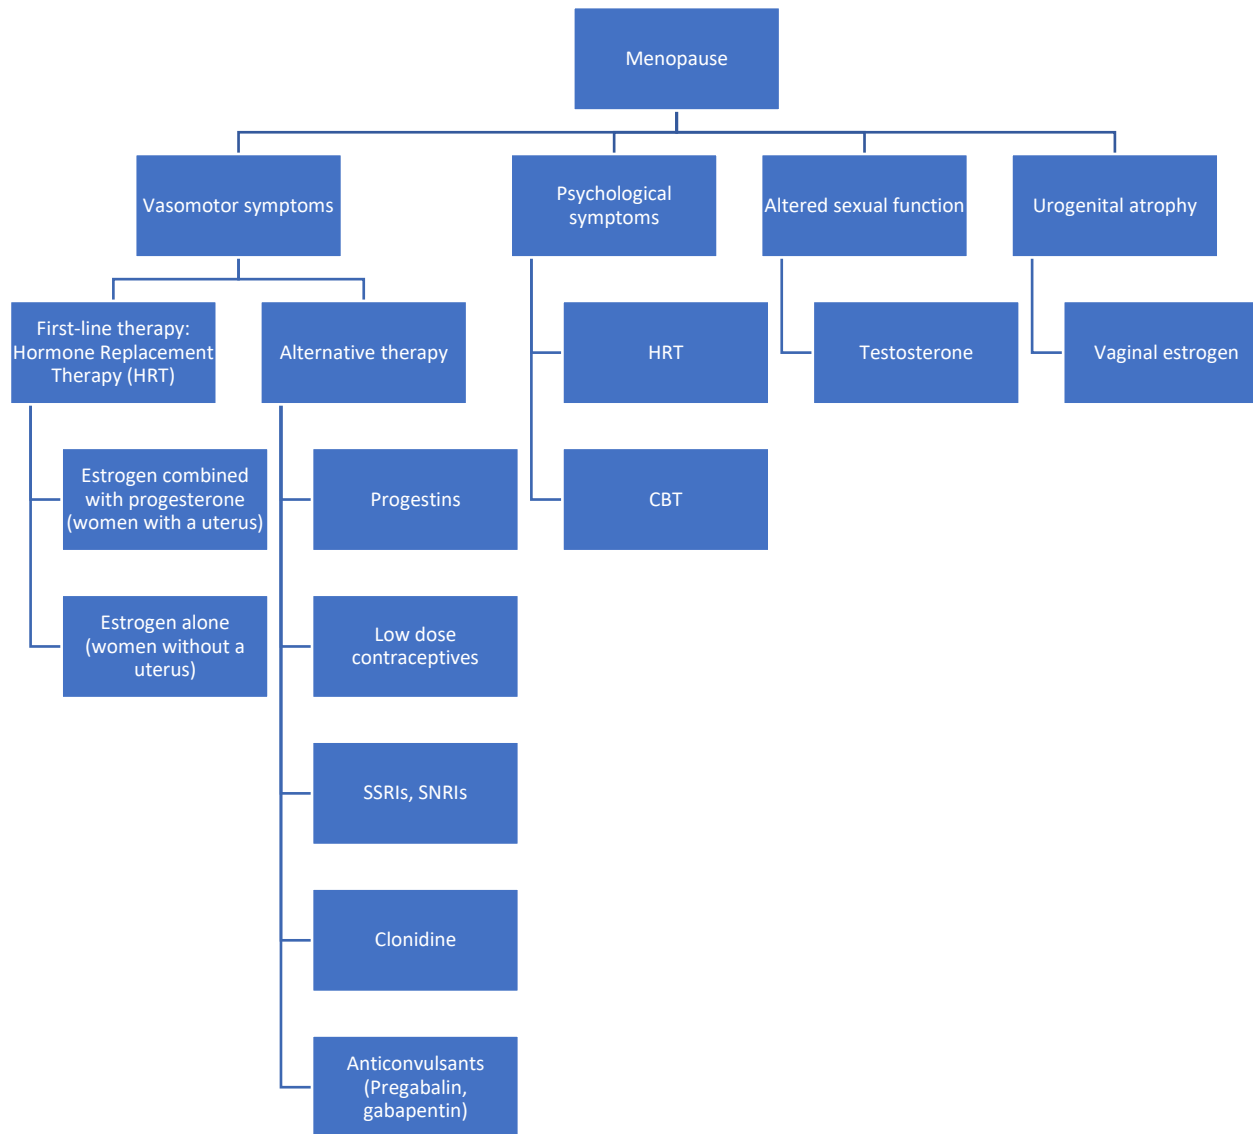 Menopause
Vasomotor symptoms
Psychological
symptoms
Altered sexual function
Urogenital atrophy
First-line therapy:
Hormone Replacement
Therapy (HRT)
Alternative therapy
HRT
Testosterone
Vaginal estrogen
Estrogen combined
with progesterone
(women with a uterus)
Progestins
CBT
Estrogen alone
(women without a
uterus)
Low dose
contraceptives
SSRIs, SNRIs
Clonidine
Anticonvulsants
(Pregabalin,
gabapentin)